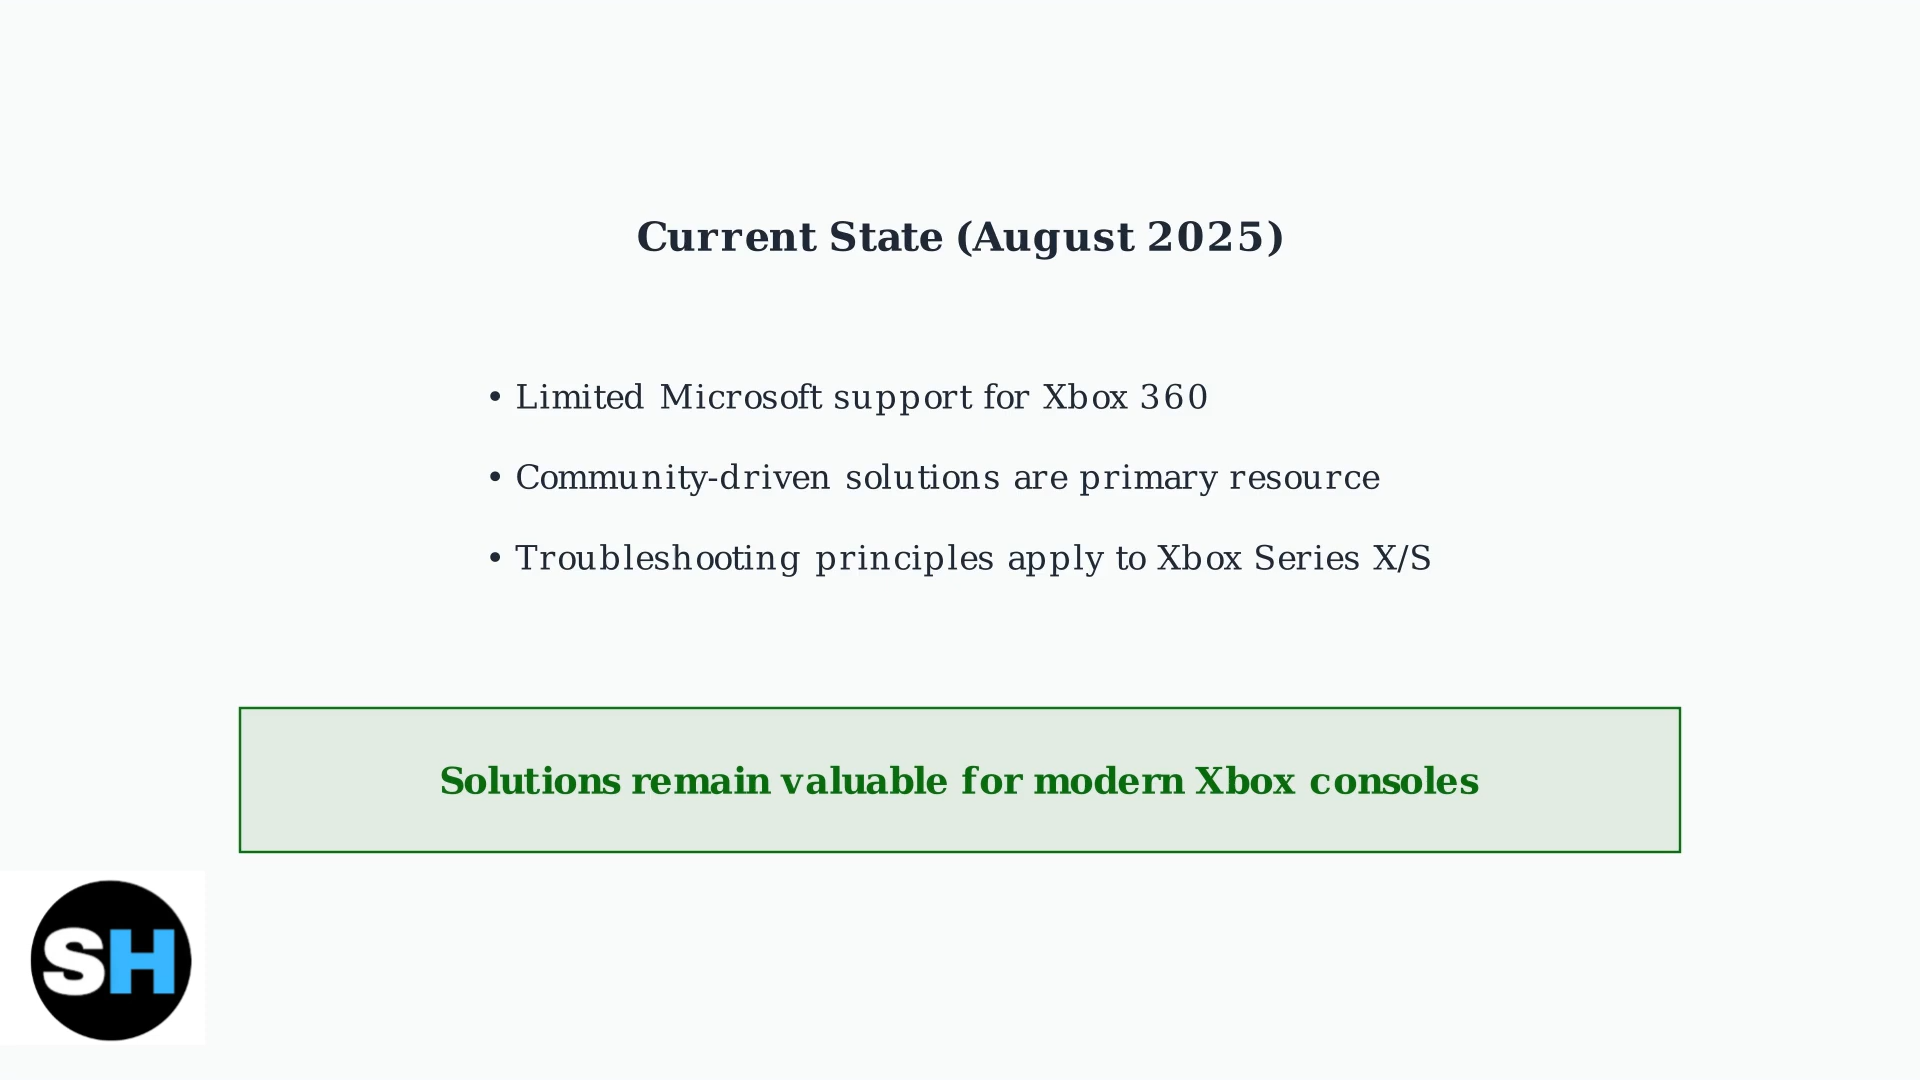 Current State (August 2025)
• Limited Microsoft support for Xbox 360
• Community-driven solutions are primary resource
• Troubleshooting principles apply to Xbox Series X/S
Solutions remain valuable for modern Xbox consoles
SH